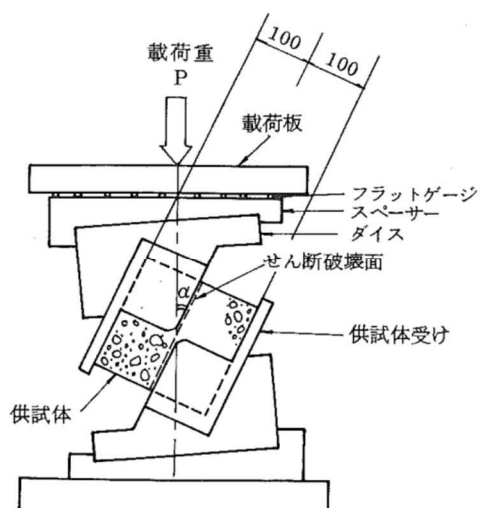 100
100
載荷重
P
載荷板
フラットゲージ
スペーサー
ダイス
せん断破壊面
α
供試体受け
供試体